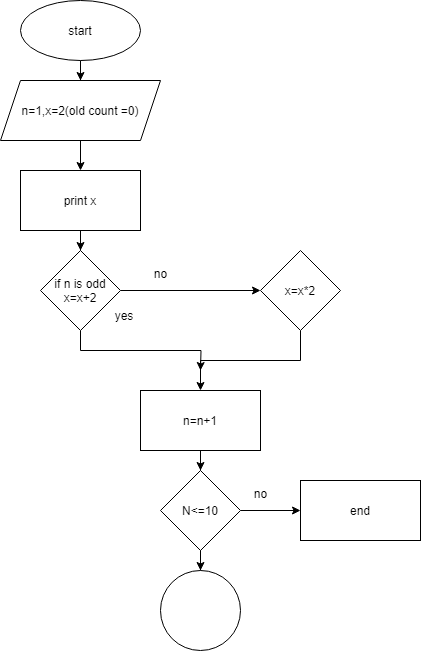 start
n=1,x=2(old count =0)
print x
if n is odd
x=x+2
no
x=x*2
yes
n=n+1
N<=10
no
end